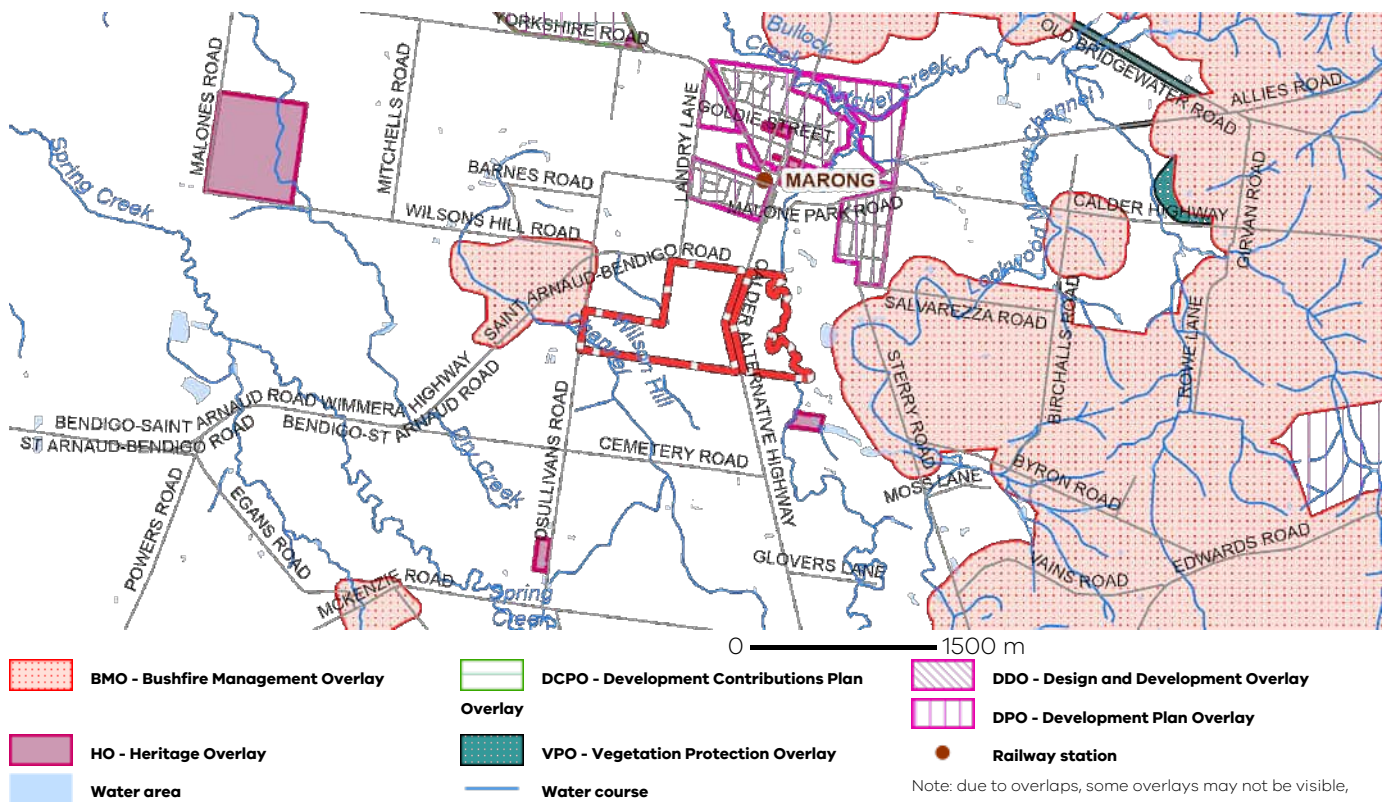 YORKSHIRE ROAD
Bullock
Creek
OLD BRIDGEWATER ROAD
ALLIES ROAD
MALONES ROAD
MITCHELLS ROAD
LANDRY LANE
GOLDIE STREET
Creek
Channel
BARNES ROAD
MARONG
MALONE PARK ROAD
CALDER HIGHWAY
GIRVAN ROAD
Spring
Creek
WILSONS HILL ROAD
SAINT ARNAUD-BENDIGO ROAD
CALDER ALTERNATIVE HIGHWAY
SALVAREZZA ROAD
BIRCHALLS ROAD
ROWE LANE
STERRY ROAD
Wilson Hill
Channel
BENDIGO-SAINT ARNAUD ROAD
WIMMERA HIGHWAY
ST ARNAUD-BENDIGO ROAD
BENDIGO-ST ARNAUD ROAD
Dry Creek
OSULLIVANS ROAD
CEMETERY ROAD
BYRON ROAD
MOSS LANE
POWERS ROAD
EGANS ROAD
MCKENZIE ROAD
Spring
Creek
GLOVERS LANE
VAINS ROAD
EDWARDS ROAD
0 1500 m
BMO - Bushfire Management Overlay
DCPO - Development Contributions Plan
Overlay
DDO - Design and Development Overlay
DPO - Development Plan Overlay
HO - Heritage Overlay
VPO - Vegetation Protection Overlay
Railway station
Water area
Water course
Note: due to overlaps, some overlays may not be visible,